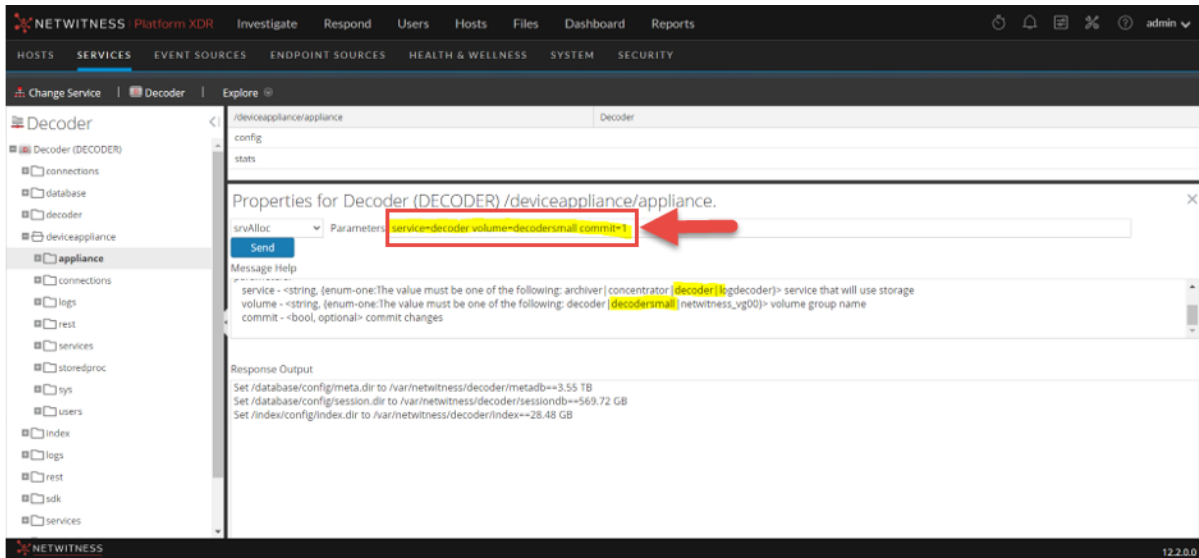 NETWITNESS Platform XDR Investigate Respond Users Hosts Files Dashboard Reports admin
HOSTS SERVICES EVENT SOURCES ENDPOINT SOURCES HEALTH & WELLNESS SYSTEM SECURITY
Change Service | Decoder | Explore
Decoder
Decoder (DECODER)
connections
database
decoder
deviceappliance
appliance
connections
logs
rest
services
storedproc
sys
users
index
logs
rest
sdk
services
/deviceappliance/appliance Decoder
config
stats
Properties for Decoder (DECODER) /deviceappliance/appliance.
srvAlloc Parameters service=decoder volume=decodersmall commit=1
Send
Message Help
service - <string, {enum-one:The value must be one of the following: archiver|concentrator|decoder|logdecoder}> service that will use storage
volume - <string, {enum-one:The value must be one of the following: decoder|decodersmall|netwitness_vg00}> volume group name
commit - <bool, optional> commit changes
Response Output
Set /database/config/meta.dir to /var/netwitness/decoder/metadb==3.55 TB
Set /database/config/session.dir to /var/netwitness/decoder/sessiondb==569.72 GB
Set /index/config/index.dir to /var/netwitness/decoder/index==28.48 GB
NETWITNESS 12.2.0.0